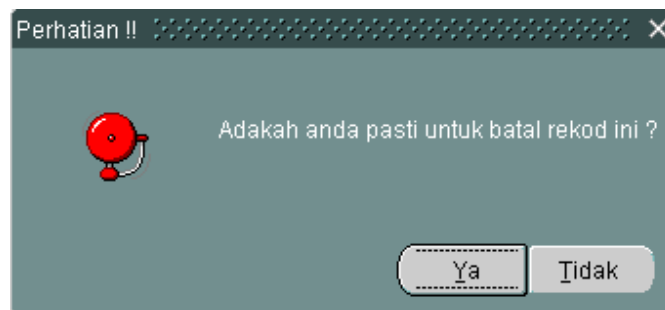 Perhatian !!
Adakah anda pasti untuk batal rekod ini ?
Ya
Tidak